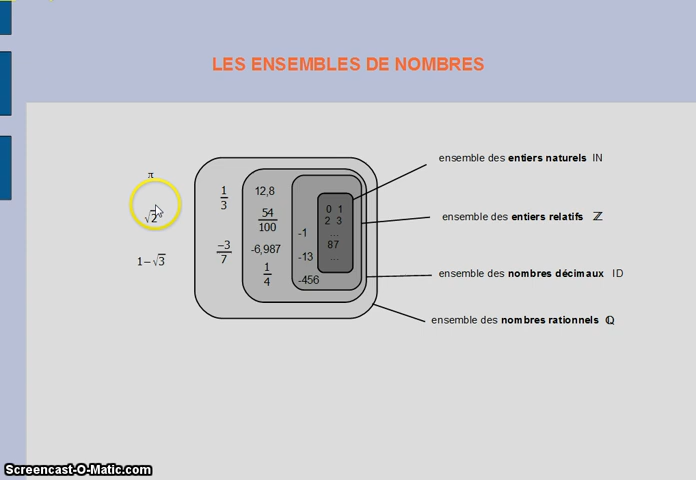 LES ENSEMBLES DE NOMBRES
π
√2
1−√3
1/3
−3/7
12,8
54/100
-6,987
1/4
-1
-13
-456
0 1
2 3
...
87
...
ensemble des entiers naturels IN
ensemble des entiers relatifs ℤ
ensemble des nombres décimaux ID
ensemble des nombres rationnels ℚ
Screencast-O-Matic.com